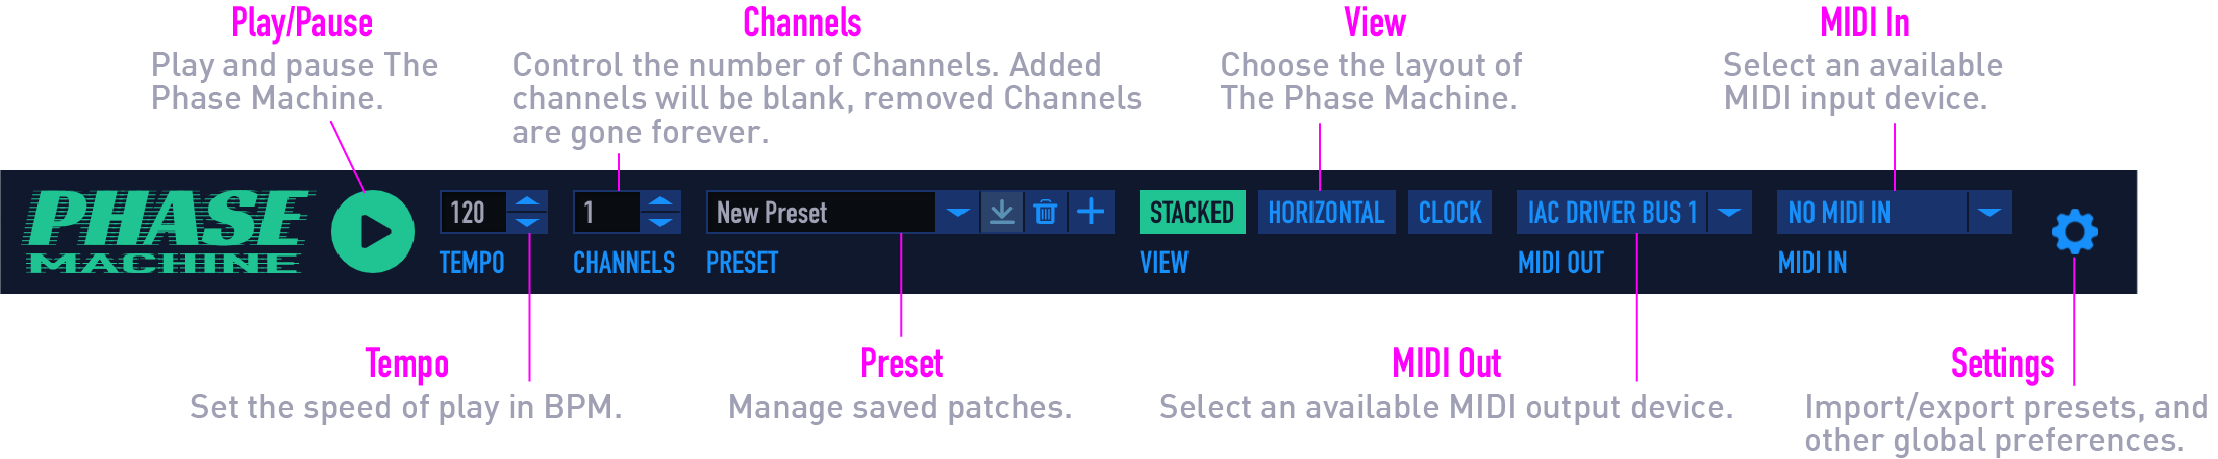 Play/Pause
Play and pause The
Phase Machine.
Channels
Control the number of Channels. Added
channels will be blank, removed Channels
are gone forever.
View
Choose the layout of
The Phase Machine.
MIDI In
Select an available
MIDI input device.
PHASE
MACHINE
120
TEMPO
1
CHANNELS
New Preset
PRESET
STACKED
HORIZONTAL
CLOCK
VIEW
IAC DRIVER BUS 1
MIDI OUT
NO MIDI IN
MIDI IN
Tempo
Set the speed of play in BPM.
Preset
Manage saved patches.
MIDI Out
Select an available MIDI output device.
Settings
Import/export presets, and
other global preferences.